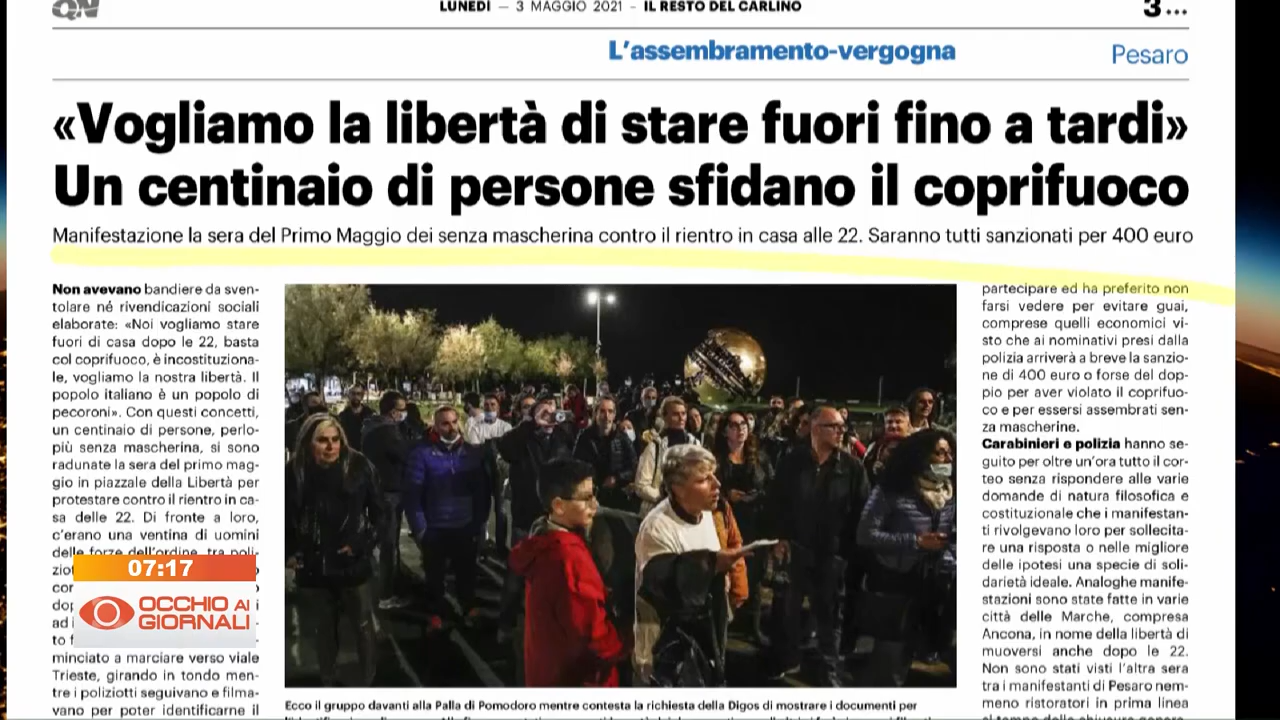 QN
LUNEDÌ — 3 MAGGIO 2021 – IL RESTO DEL CARLINO
3...
L'assembramento-vergogna
Pesaro
«Vogliamo la libertà di stare fuori fino a tardi»
Un centinaio di persone sfidano il coprifuoco
Manifestazione la sera del Primo Maggio dei senza mascherina contro il rientro in casa alle 22. Saranno tutti sanzionati per 400 euro
Non avevano bandiere da sven-
tolare né rivendicazioni sociali
elaborate: «Noi vogliamo stare
fuori di casa dopo le 22, basta
col coprifuoco, è incostituziona-
le, vogliamo la nostra libertà. Il
popolo italiano è un popolo di
pecoroni». Con questi concetti,
un centinaio di persone, perlo-
più senza mascherina, si sono
radunate la sera del primo mag-
gio in piazzale della Libertà per
protestare contro il rientro in ca-
sa delle 22. Di fronte a loro,
c'erano una ventina di uomini
delle forze dell'ordine, tra poli-
minciato a marciare verso viale
Trieste, girando in tondo men-
tre i poliziotti seguivano e filma-
vano per poter identificarne il
07:17
OCCHIO AI
GIORNALI
Ecco il gruppo davanti alla Palla di Pomodoro mentre contesta la richiesta della Digos di mostrare i documenti per
partecipare ed ha preferito non
farsi vedere per evitare guai,
comprese quelli economici vi-
sto che ai nominativi presi dalla
polizia arriverà a breve la sanzio-
ne di 400 euro o forse del dop-
pio per aver violato il coprifuo-
co e per essersi assembrati sen-
za mascherine.
Carabinieri e polizia hanno se-
guito per oltre un'ora tutto il cor-
teo senza rispondere alle varie
domande di natura filosofica e
costituzionale che i manifestan-
ti rivolgevano loro per sollecita-
re una risposta o nelle migliore
delle ipotesi una specie di soli-
darietà ideale. Analoghe manife-
stazioni sono state fatte in varie
città delle Marche, compresa
Ancona, in nome della libertà di
muoversi anche dopo le 22.
Non sono stati visti l'altra sera
tra i manifestanti di Pesaro nem-
meno ristoratori in prima linea